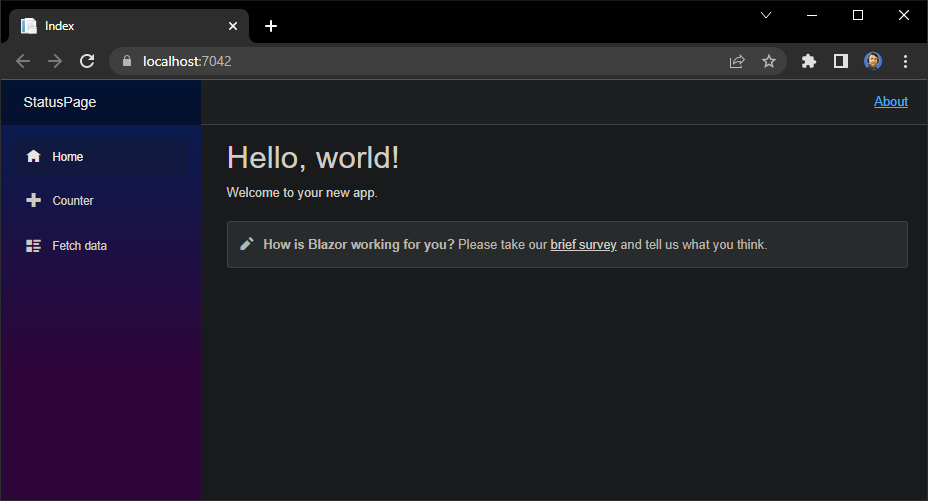 Index
localhost:7042
StatusPage
About
Home
Counter
Fetch data
Hello, world!
Welcome to your new app.
How is Blazor working for you? Please take our brief survey and tell us what you think.